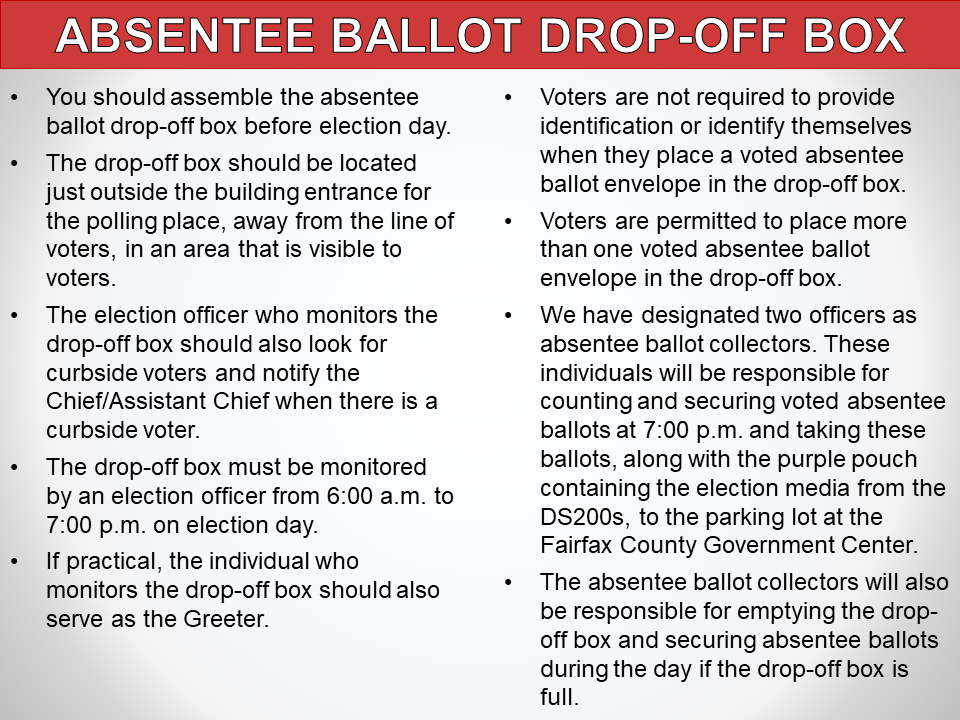 ABSENTEE BALLOT DROP-OFF BOX
• You should assemble the absentee
ballot drop-off box before election day.
• The drop-off box should be located
just outside the building entrance for
the polling place, away from the line of
voters, in an area that is visible to
voters.
• The election officer who monitors the
drop-off box should also look for
curbside voters and notify the
Chief/Assistant Chief when there is a
curbside voter.
• The drop-off box must be monitored
by an election officer from 6:00 a.m. to
7:00 p.m. on election day.
• If practical, the individual who
monitors the drop-off box should also
serve as the Greeter.
• Voters are not required to provide
identification or identify themselves
when they place a voted absentee
ballot envelope in the drop-off box.
• Voters are permitted to place more
than one voted absentee ballot
envelope in the drop-off box.
• We have designated two officers as
absentee ballot collectors. These
individuals will be responsible for
counting and securing voted absentee
ballots at 7:00 p.m. and taking these
ballots, along with the purple pouch
containing the election media from the
DS200s, to the parking lot at the
Fairfax County Government Center.
• The absentee ballot collectors will also
be responsible for emptying the drop-
off box and securing absentee ballots
during the day if the drop-off box is
full.